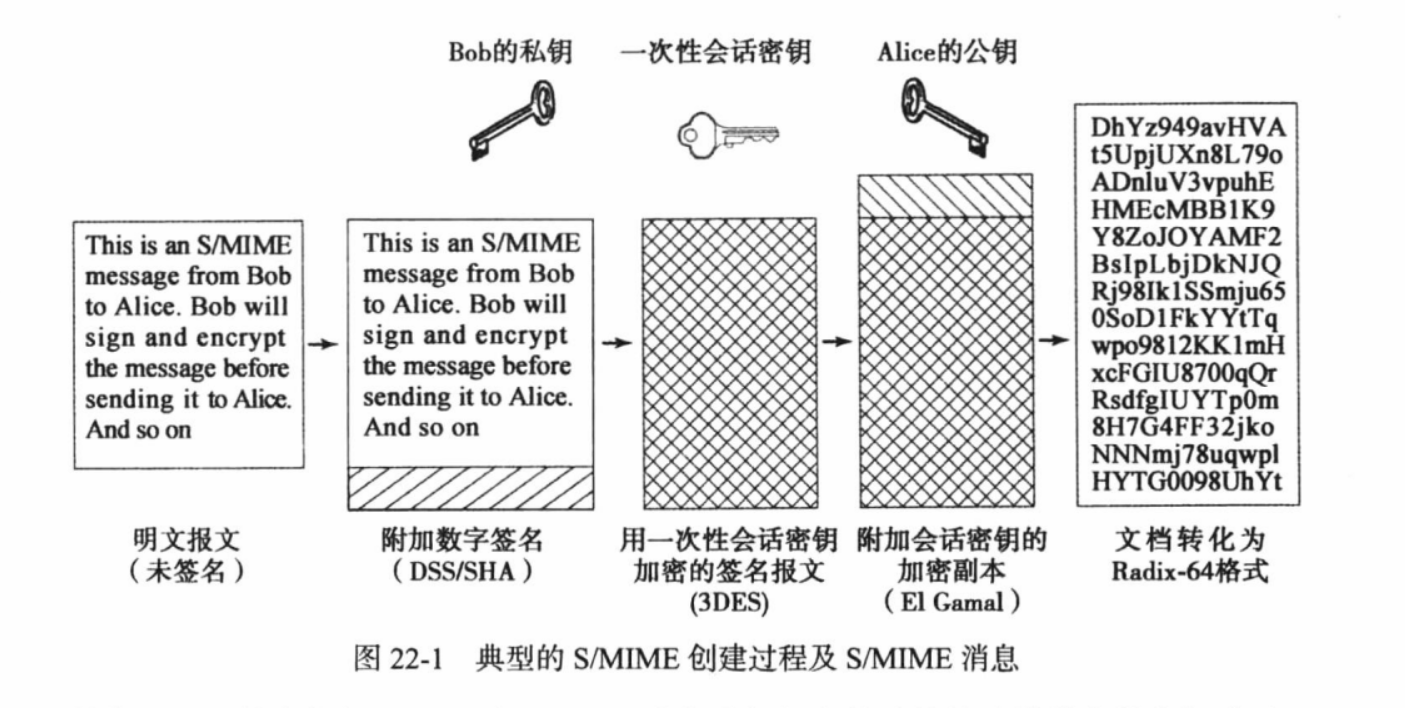 Bob的私钥
一次性会话密钥
Alice的公钥
This is an S/MIME
message from Bob
to Alice. Bob will
sign and encrypt
the message before
sending it to Alice.
And so on
This is an S/MIME
message from Bob
to Alice. Bob will
sign and encrypt
the message before
sending it to Alice.
And so on
DhYz949avHVA
t5UpjUXn8L79o
ADnluV3vpuhE
HMEcMBB1K9
Y8ZoJOYAMF2
BsIpLbjDkNJQ
Rj98Ik1SSmju65
0SoD1FkYYtTq
wpo9812KK1mH
xcFGIU8700qQr
RsdfgIUYTp0m
8H7G4FF32jko
NNNmj78uqwpl
HYTG0098UhYt
明文报文
（未签名）
附加数字签名
（DSS/SHA）
用一次性会话密钥
加密的签名报文
(3DES)
附加会话密钥的
加密副本
（El Gamal）
文档转化为
Radix-64格式
图 22-1 典型的 S/MIME 创建过程及 S/MIME 消息